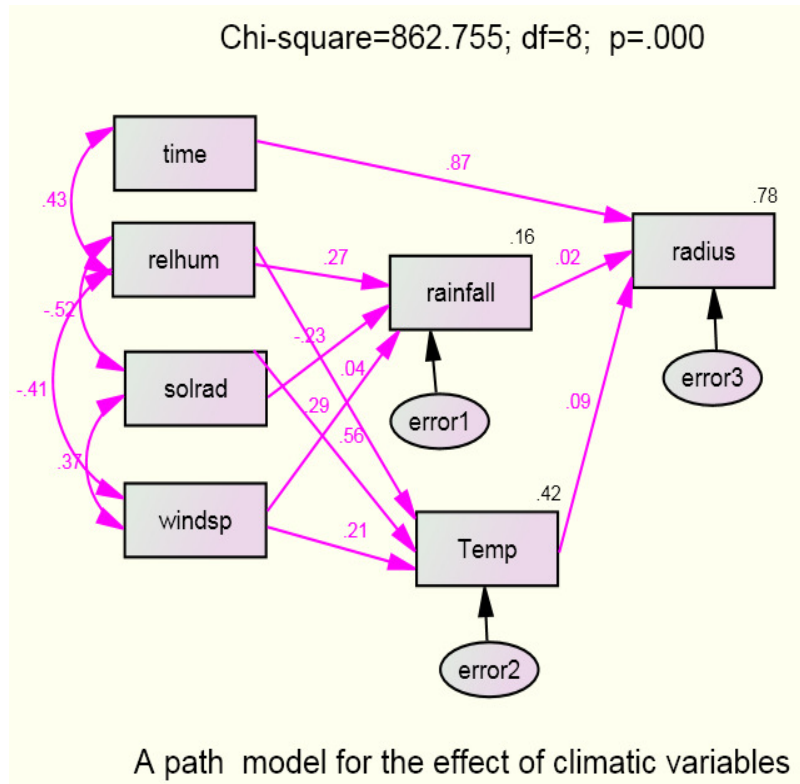 Chi-square=862.755; df=8; p=.000
time
.87
.78
.43
relhum
.27
.16
rainfall
.02
radius
-.52
-.23
.04
-.41
solrad
.29
.56
error1
.09
error3
.37
windsp
.21
.42
Temp
error2
A path model for the effect of climatic variables